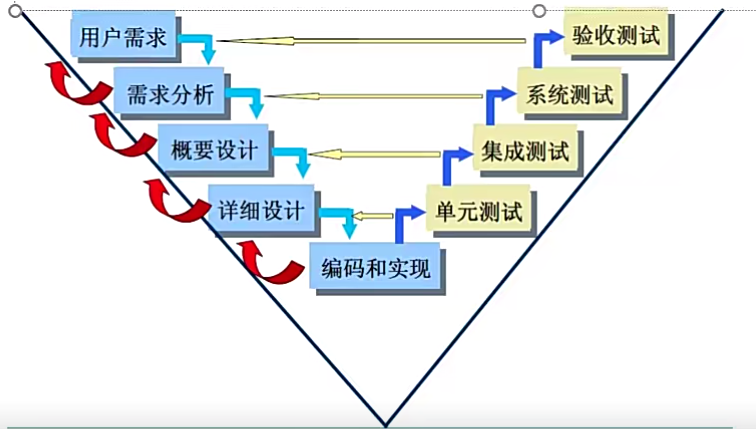 用户需求
验收测试
需求分析
系统测试
概要设计
集成测试
详细设计
单元测试
编码和实现